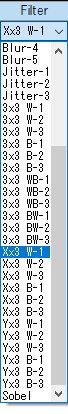 Filter
Xx3 W-1
Blur-4
Blur-5
Jitter-1
Jitter-2
3x3 W-1
3x3 W-2
3x3 W-3
3x3 B-1
3x3 B-2
3x3 B-3
3x3 WB-1
3x3 WB-2
3x3 WB-3
3x3 BW-1
3x3 BW-2
3x3 BW-3
Xx3 W-1
Xx3 W-2
Xx3 W-3
Xx3 B-1
Xx3 B-2
Xx3 B-3
Yx3 W-1
Yx3 W-2
Yx3 W-3
Yx3 B-1
Yx3 B-2
Yx3 B-3
Sobel